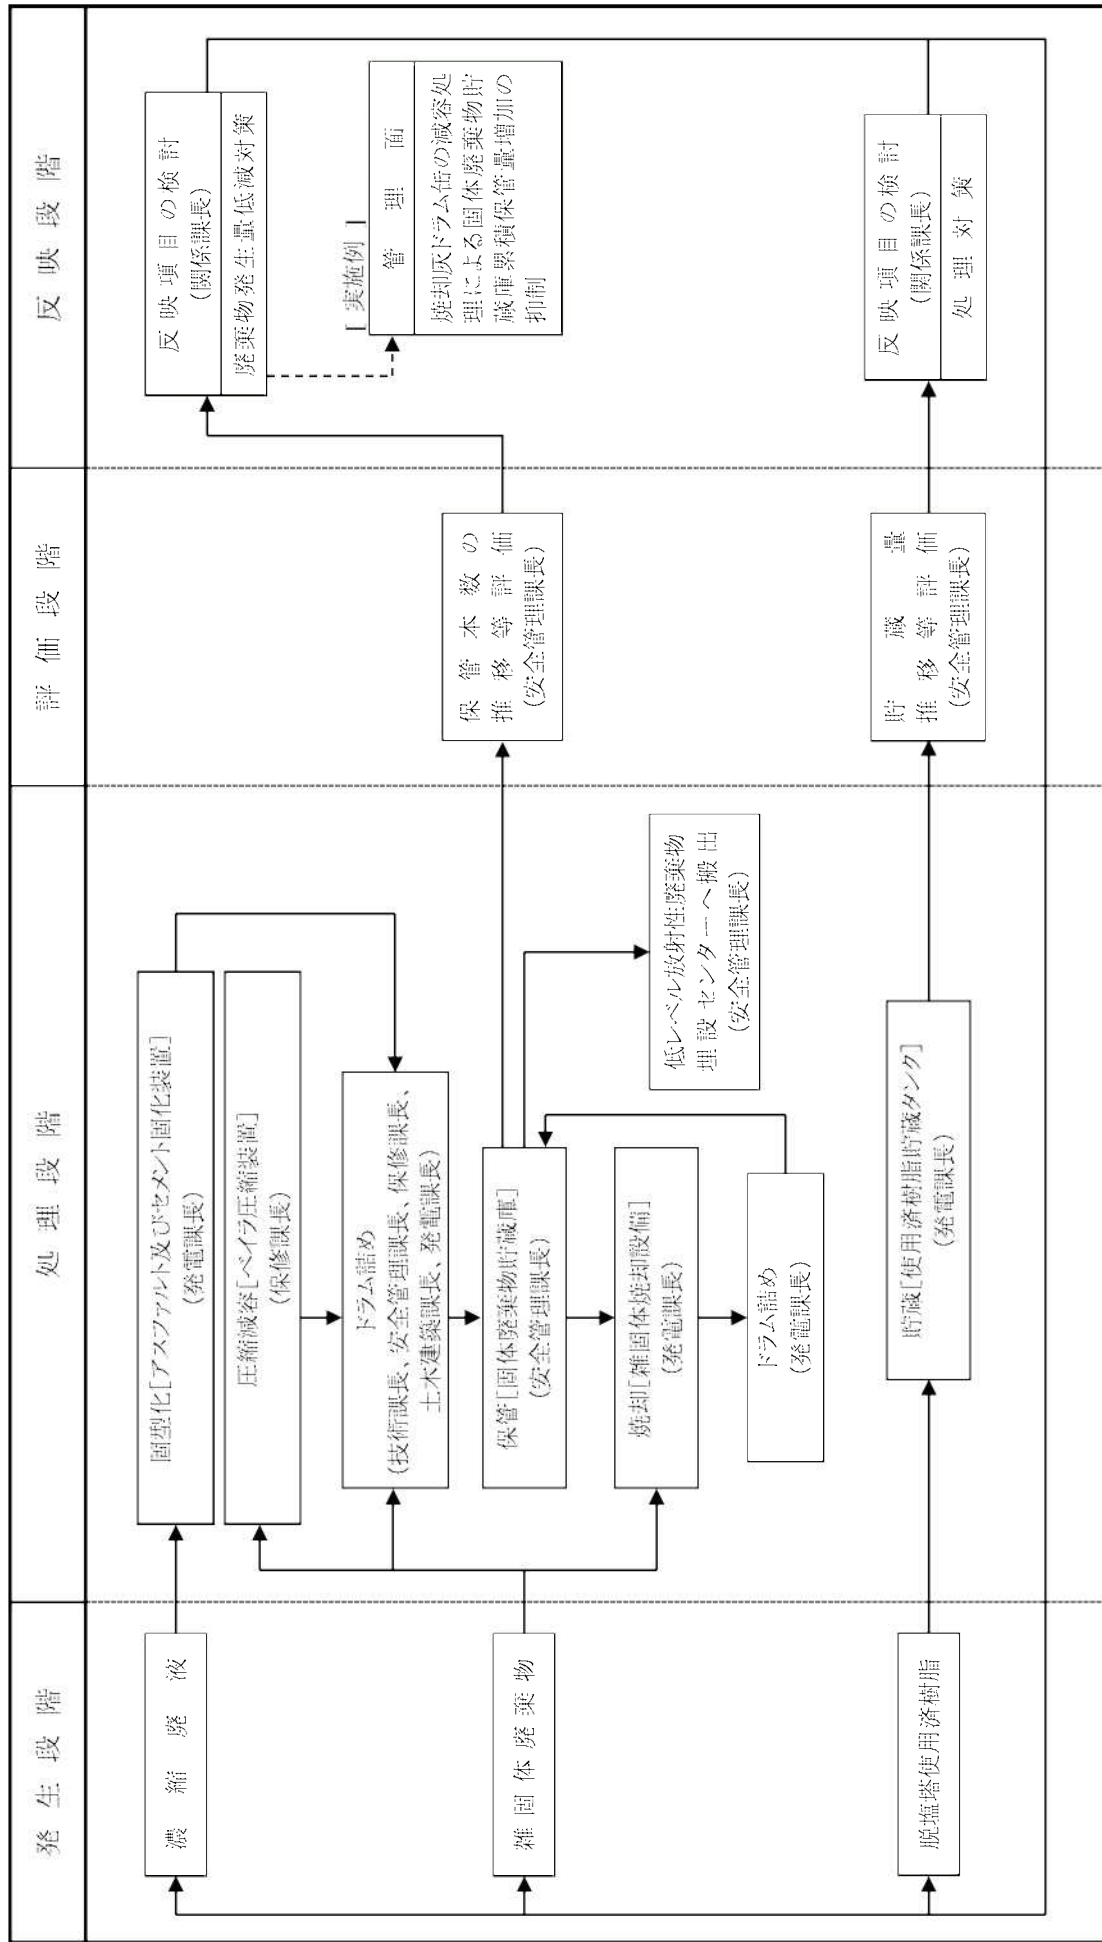 発生段階
処理段階
評価段階
反映段階
濃縮廃液
雑固体廃棄物
脱塩塔使用済樹脂
固型化[アスファルト及びセメント固化装置]
(発電課長)
圧縮減容[ベイラ圧縮装置]
(保修課長)
ドラム詰め
(技術課長、安全管理課長、保修課長、
土木建築課長、発電課長)
保管[固体廃棄物貯蔵庫]
(安全管理課長)
焼却[雑固体焼却設備]
(発電課長)
ドラム詰め
(発電課長)
低レベル放射性廃棄物
埋設センターへ搬出
(安全管理課長)
貯蔵[使用済樹脂貯蔵タンク]
(発電課長)
保管本数の
推移等評価
(安全管理課長)
貯蔵量
推移等評価
(安全管理課長)
反映項目の検討
(関係課長)
廃棄物発生量低減対策
[実施例]
管理面
焼却灰ドラム缶の減容処
理による固体廃棄物貯
蔵庫累積保管量増加の
抑制
反映項目の検討
(関係課長)
処理対策